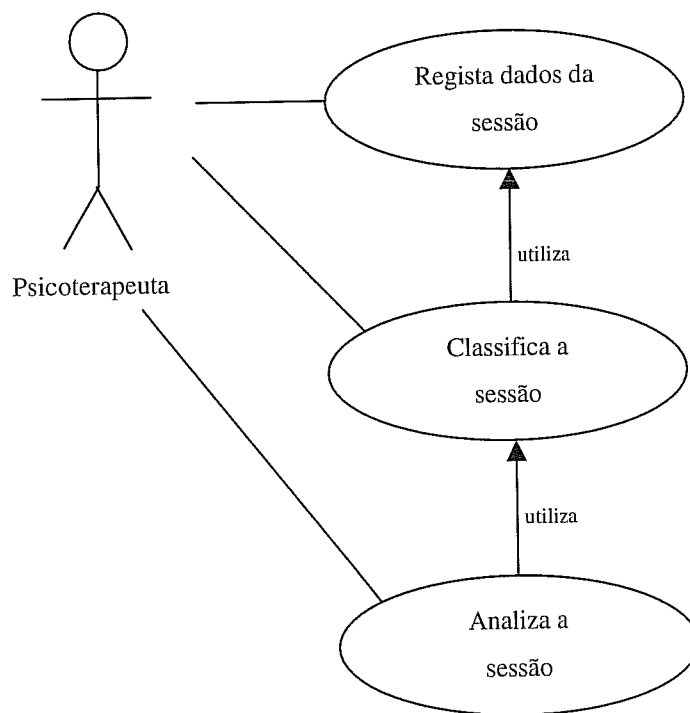 Regista dados da
sessão
utiliza
Psicoterapeuta
Classifica a
sessão
utiliza
Analiza a
sessão